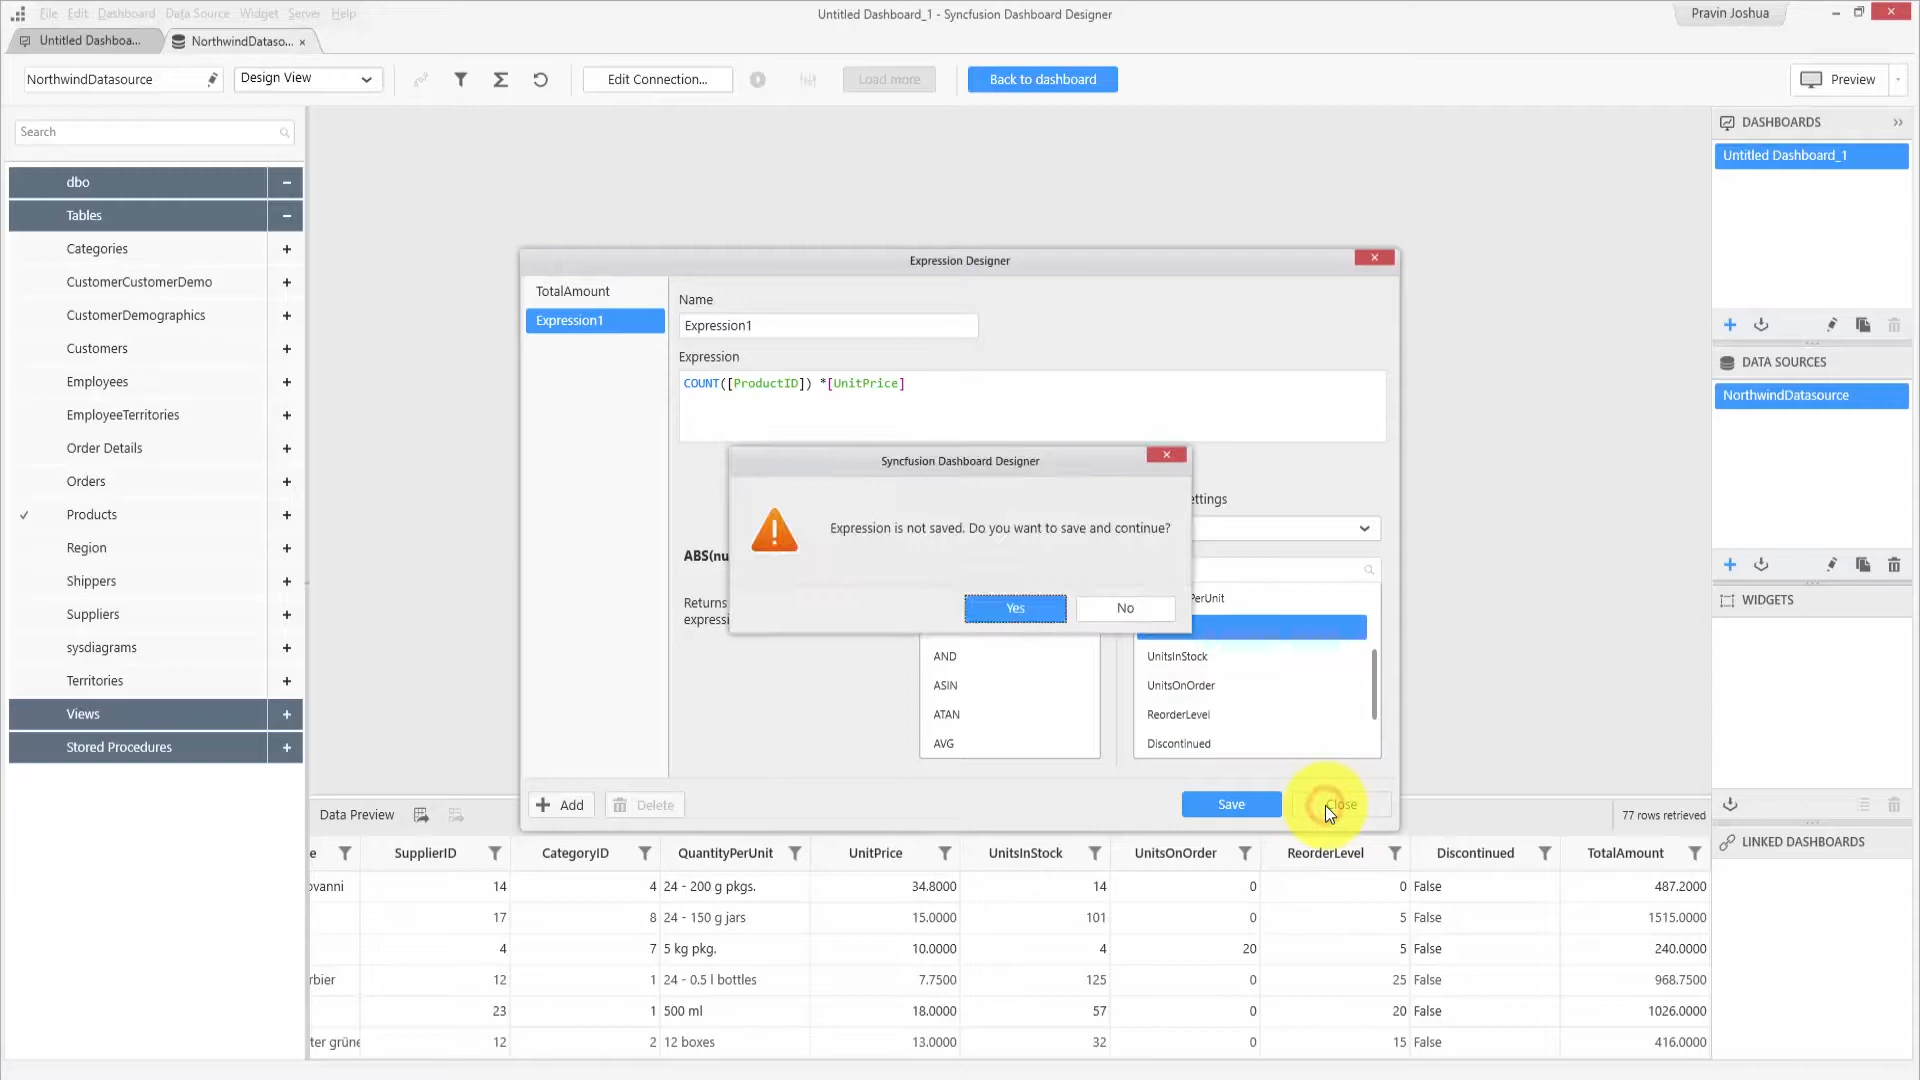 File Edit Dashboard Data Source Widget Server Help
Untitled Dashboard_1 - Syncfusion Dashboard Designer
Pravin Joshua
Untitled Dashboa...
NorthwindDataso...
NorthwindDatasource
Design View
Edit Connection...
Load more
Back to dashboard
Preview
Search
dbo
Tables
Categories
CustomerCustomerDemo
CustomerDemographics
Customers
Employees
EmployeeTerritories
Order Details
Orders
Products
Region
Shippers
Suppliers
sysdiagrams
Territories
Views
Stored Procedures
Expression Designer
TotalAmount
Expression1
Name
Expression1
Expression
COUNT([ProductID]) *[UnitPrice]
ettings
ABS(nu
Returns
expressi
PerUnit
AND
ASIN
ATAN
AVG
UnitsInStock
UnitsOnOrder
ReorderLevel
Discontinued
Add
Delete
Save
Close
Syncfusion Dashboard Designer
Expression is not saved. Do you want to save and continue?
Yes
No
DASHBOARDS
Untitled Dashboard_1
DATA SOURCES
NorthwindDatasource
WIDGETS
LINKED DASHBOARDS
Data Preview
77 rows retrieved
e SupplierID CategoryID QuantityPerUnit UnitPrice UnitsInStock UnitsOnOrder ReorderLevel Discontinued TotalAmount
ovanni 14 4 24 - 200 g pkgs. 34.8000 14 0 0 False 487.2000
17 8 24 - 150 g jars 15.0000 101 0 5 False 1515.0000
4 7 5 kg pkg. 10.0000 4 20 5 False 240.0000
rbier 12 1 24 - 0.5 l bottles 7.7500 125 0 25 False 968.7500
23 1 500 ml 18.0000 57 0 20 False 1026.0000
ter grüne 12 2 12 boxes 13.0000 32 0 15 False 416.0000